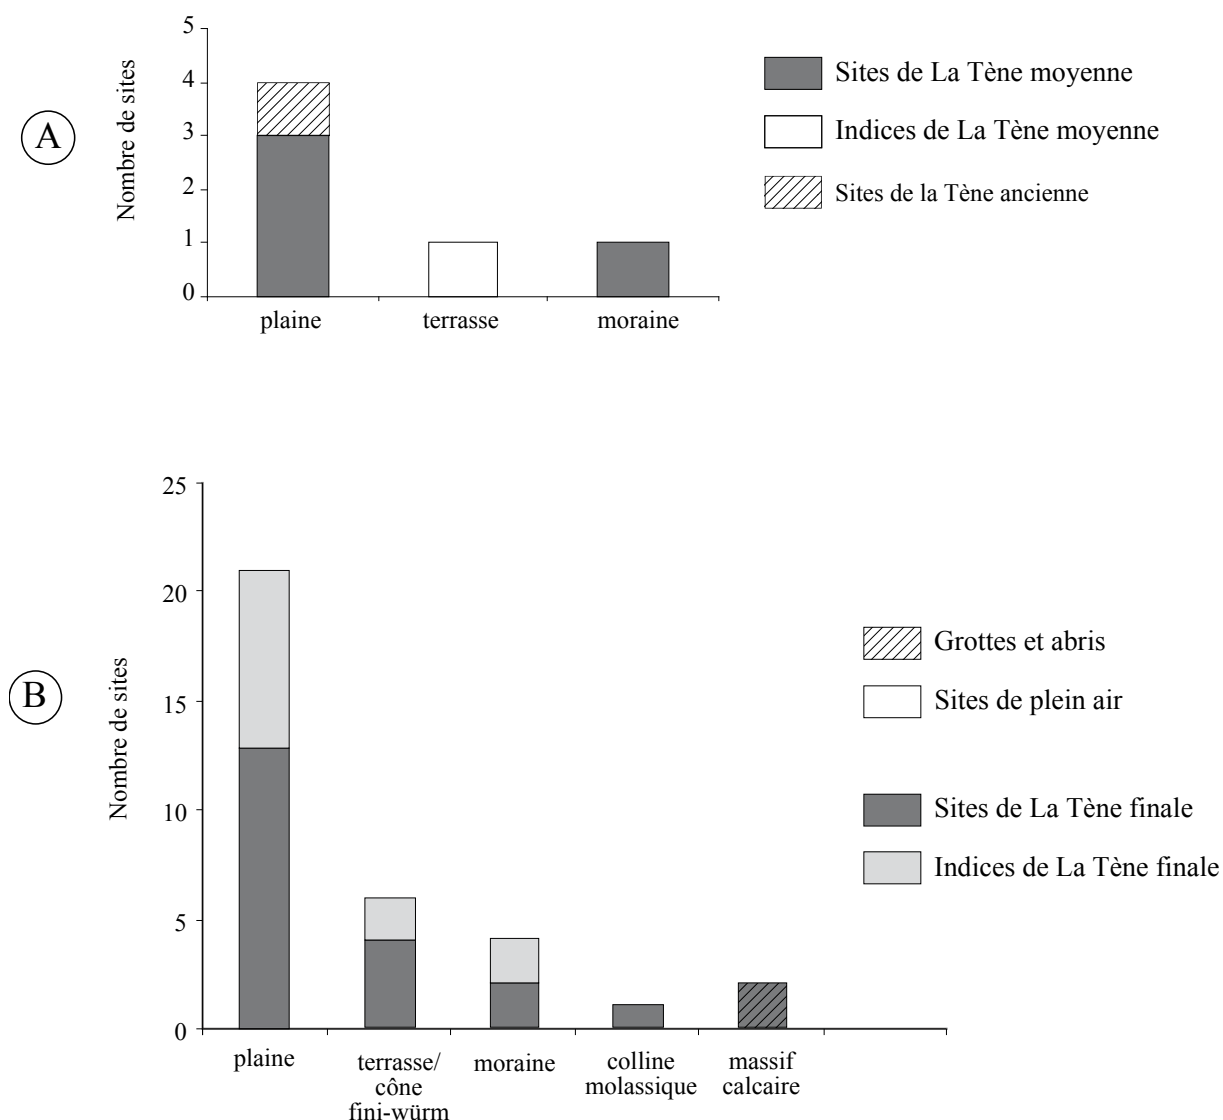 A
Nombre de sites
5
4
3
2
1
0
plaine
terrasse
moraine
Sites de La Tène moyenne
Indices de La Tène moyenne
Sites de la Tène ancienne
B
Nombre de sites
25
20
15
10
5
0
plaine
terrasse/
cône
fini-würm
moraine
colline
molassique
massif
calcaire
Grottes et abris
Sites de plein air
Sites de La Tène finale
Indices de La Tène finale